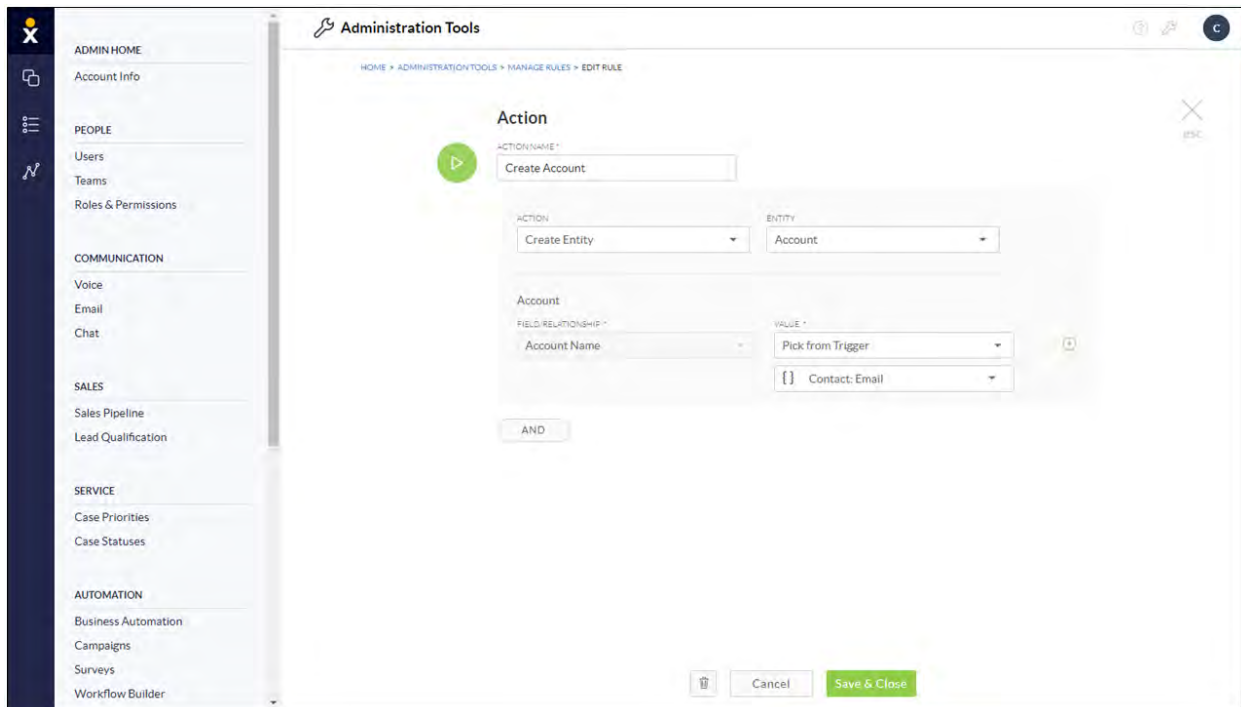 Administration Tools
C
ADMIN HOME
Account Info
PEOPLE
Users
Teams
Roles & Permissions
COMMUNICATION
Voice
Email
Chat
SALES
Sales Pipeline
Lead Qualification
SERVICE
Case Priorities
Case Statuses
AUTOMATION
Business Automation
Campaigns
Surveys
Workflow Builder
HOME > ADMINISTRATION TOOLS > MANAGE RULES > EDIT RULE
Action
ESC
ACTION NAME *
Create Account
ACTION ENTITY
Create Entity Account
Account
FIELD/RELATIONSHIP * VALUE *
Account Name Pick from Trigger
[] Contact: Email
AND
Cancel Save & Close